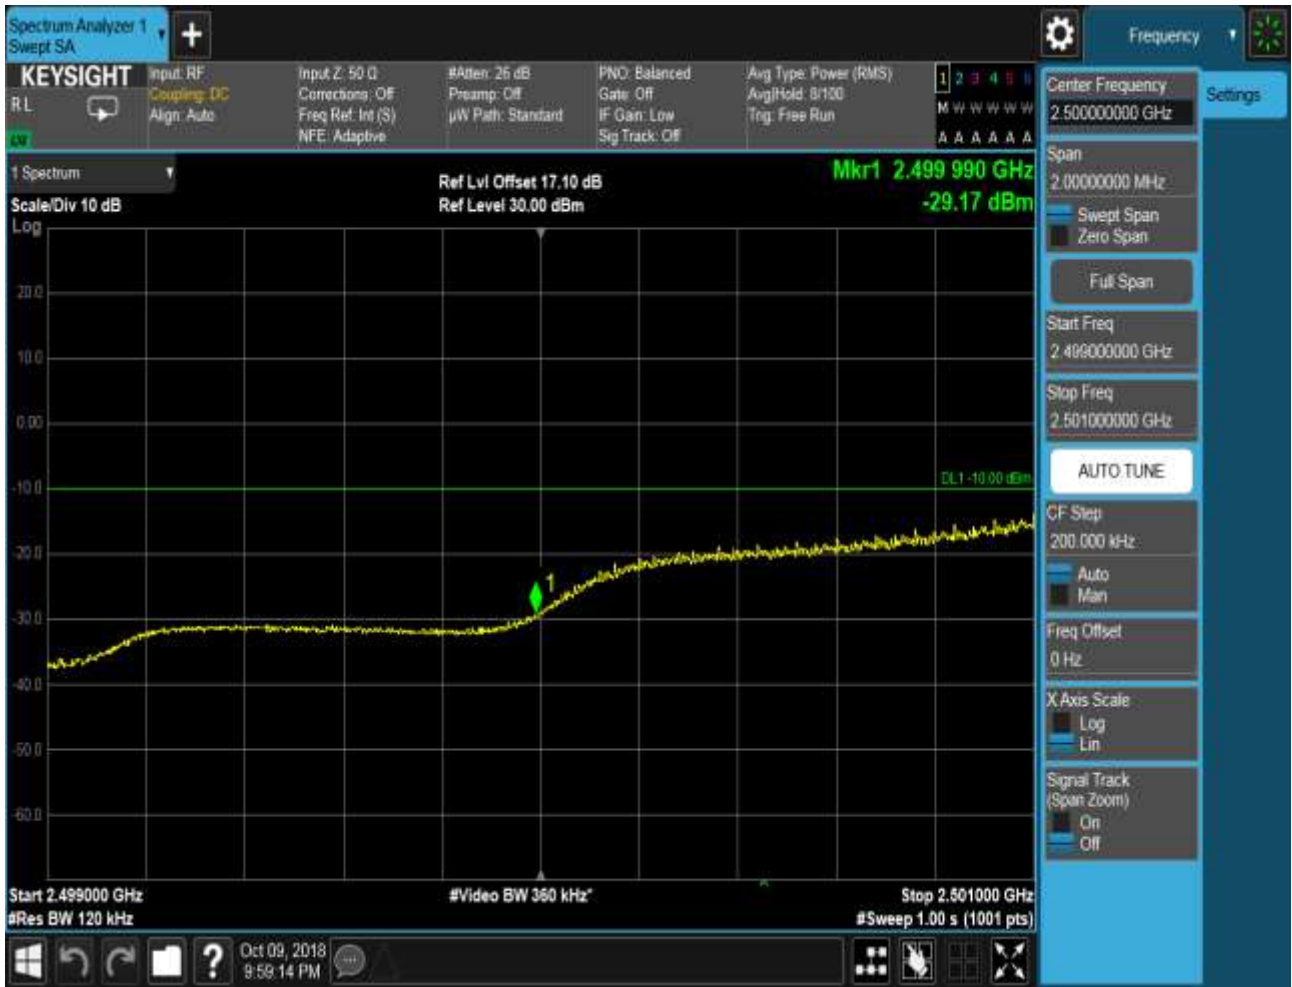 Spectrum Analyzer 1
Swept SA
Frequency
KEYSIGHT
RL
LXI
Input: RF
Coupling: DC
Align: Auto
Input Z: 50 Ω
Corrections: Off
Freq Ref: Int (S)
NFE: Adaptive
#Atten: 26 dB
Preamp: Off
µW Path: Standard
PNO: Balanced
Gate: Off
IF Gain: Low
Sig Track: Off
Avg Type: Power (RMS)
Avg|Hold: 8/100
Trig: Free Run
1 2 3 4 5 6
M W W W W W
A A A A A A
1 Spectrum
Scale/Div 10 dB
Log
Ref Lvl Offset 17.10 dB
Ref Level 30.00 dBm
Mkr1 2.499 990 GHz
-29.17 dBm
20.0
10.0
0.00
-10.0
-20.0
-30.0
-40.0
-50.0
-60.0
DL1 -10.00 dBm
1
Start 2.499000 GHz
#Res BW 120 kHz
#Video BW 360 kHz*
Stop 2.501000 GHz
#Sweep 1.00 s (1001 pts)
Oct 09, 2018
9:59:14 PM
Center Frequency
2.500000000 GHz
Settings
Span
2.00000000 MHz
Swept Span
Zero Span
Full Span
Start Freq
2.499000000 GHz
Stop Freq
2.501000000 GHz
AUTO TUNE
CF Step
200.000 kHz
Auto
Man
Freq Offset
0 Hz
X Axis Scale
Log
Lin
Signal Track
(Span Zoom)
On
Off